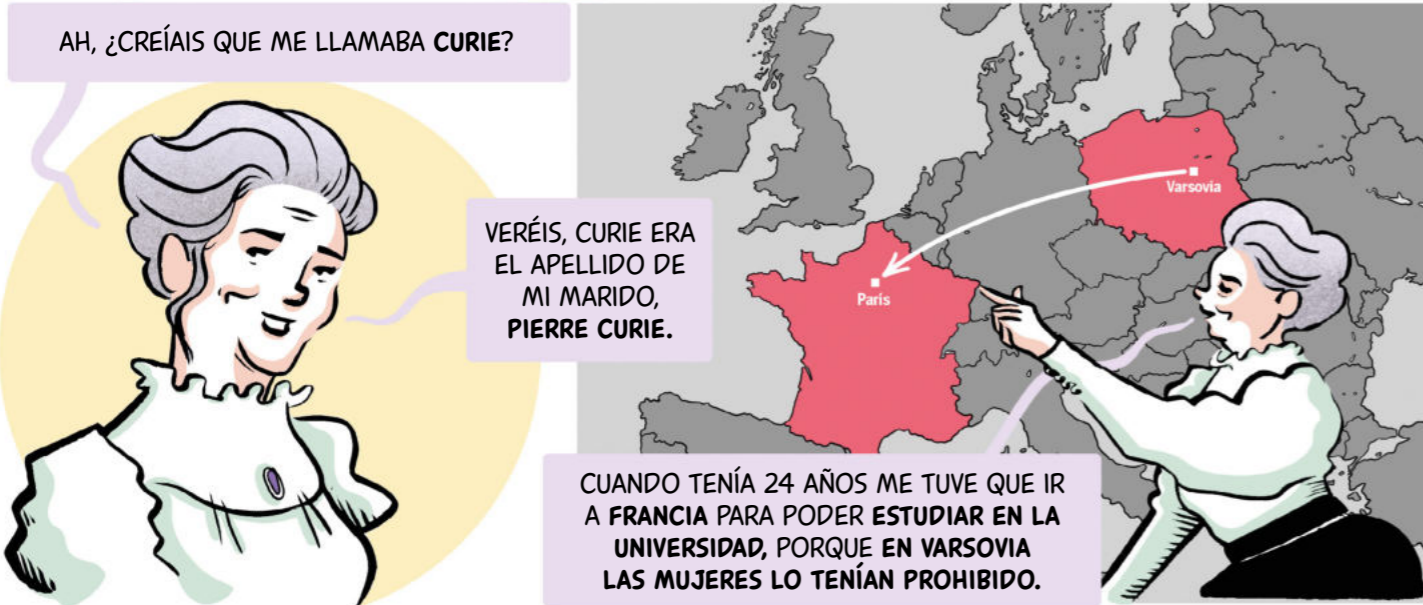 AH, ¿CREÍAIS QUE ME LLAMABA CURIE?
VERÉIS, CURIE ERA
EL APELLIDO DE
MI MARIDO,
PIERRE CURIE.
Varsovia
París
CUANDO TENÍA 24 AÑOS ME TUVE QUE IR
A FRANCIA PARA PODER ESTUDIAR EN LA
UNIVERSIDAD, PORQUE EN VARSOVIA
LAS MUJERES LO TENÍAN PROHIBIDO.